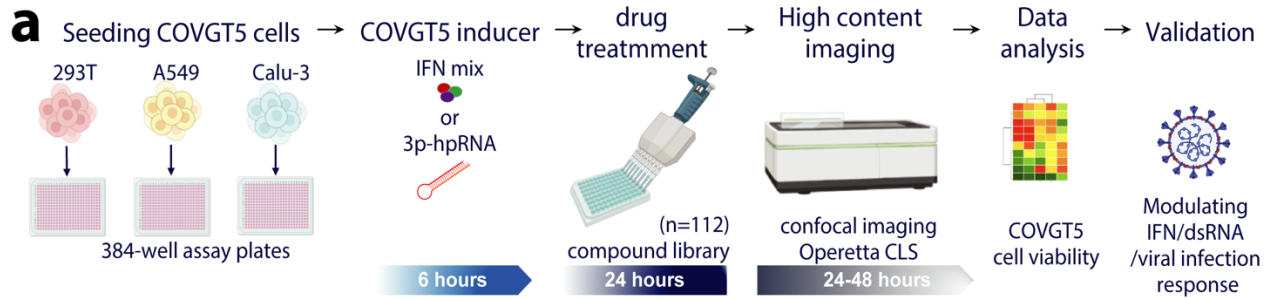 a
Seeding COVGT5 cells
293T
A549
Calu-3
384-well assay plates
COVGT5 inducer
IFN mix
or
3p-hpRNA
6 hours
drug
treatmment
(n=112)
compound library
24 hours
High content
imaging
confocal imaging
Operetta CLS
24-48 hours
Data
analysis
COVGT5
cell viability
Validation
Modulating
IFN/dsRNA
/viral infection
response